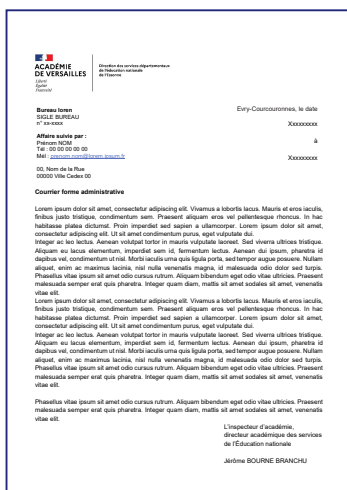 ACADÉMIE
DE VERSAILLES
Liberté
Égalité
Fraternité
Direction des services départementaux
de l'éducation nationale
de l'Essonne
Bureau loren
SIGLE BUREAU
n° xx-xxxx
Affaire suivie par :
Prénom NOM
Tél : 00 00 00 00 00
Mél : prenom.nom@lorem.ipsum.fr
00, Nom de la Rue
00000 Ville Cedex 00
Evry-Courcouronnes, le date
Xxxxxxxxx
à
Xxxxxxxxx
Courrier forme administrative
Lorem ipsum dolor sit amet, consectetur adipiscing elit. Vivamus a lobortis lacus. Mauris et eros iaculis,
finibus justo tristique, condimentum sem. Praesent aliquam eros vel pellentesque rhoncus. In hac
habitasse platea dictumst. Proin imperdiet sed sapien a ullamcorper. Lorem ipsum dolor sit amet,
consectetur adipiscing elit. Ut sit amet condimentum purus, eget vulputate dui.
Integer ac leo lectus. Aenean volutpat tortor in mauris vulputate laoreet. Sed viverra ultrices tristique.
Aliquam eu lacus elementum, imperdiet sem id, fermentum lectus. Aenean dui ipsum, pharetra id
dapibus vel, condimentum ut nisl. Morbi iaculis urna quis ligula porta, sed tempor augue posuere. Nullam
aliquet, enim ac maximus lacinia, nisl nulla venenatis magna, id malesuada odio dolor sed turpis.
Phasellus vitae ipsum sit amet odio cursus rutrum. Aliquam bibendum eget odio vitae ultricies. Praesent
malesuada semper erat quis pharetra. Integer quam diam, mattis sit amet sodales sit amet, venenatis
vitae elit.
Lorem ipsum dolor sit amet, consectetur adipiscing elit. Vivamus a lobortis lacus. Mauris et eros iaculis,
finibus justo tristique, condimentum sem. Praesent aliquam eros vel pellentesque rhoncus. In hac
habitasse platea dictumst. Proin imperdiet sed sapien a ullamcorper. Lorem ipsum dolor sit amet,
consectetur adipiscing elit. Ut sit amet condimentum purus, eget vulputate dui.
Integer ac leo lectus. Aenean volutpat tortor in mauris vulputate laoreet. Sed viverra ultrices tristique.
Aliquam eu lacus elementum, imperdiet sem id, fermentum lectus. Aenean dui ipsum, pharetra id
dapibus vel, condimentum ut nisl. Morbi iaculis urna quis ligula porta, sed tempor augue posuere. Nullam
aliquet, enim ac maximus lacinia, nisl nulla venenatis magna, id malesuada odio dolor sed turpis.
Phasellus vitae ipsum sit amet odio cursus rutrum. Aliquam bibendum eget odio vitae ultricies. Praesent
malesuada semper erat quis pharetra. Integer quam diam, mattis sit amet sodales sit amet, venenatis
vitae elit.
Phasellus vitae ipsum sit amet odio cursus rutrum. Aliquam bibendum eget odio vitae ultricies. Praesent
malesuada semper erat quis pharetra. Integer quam diam, mattis sit amet sodales sit amet, venenatis
vitae elit.
L'inspecteur d'académie,
directeur académique des services
de l'Éducation nationale
Jérôme BOURNE BRANCHU